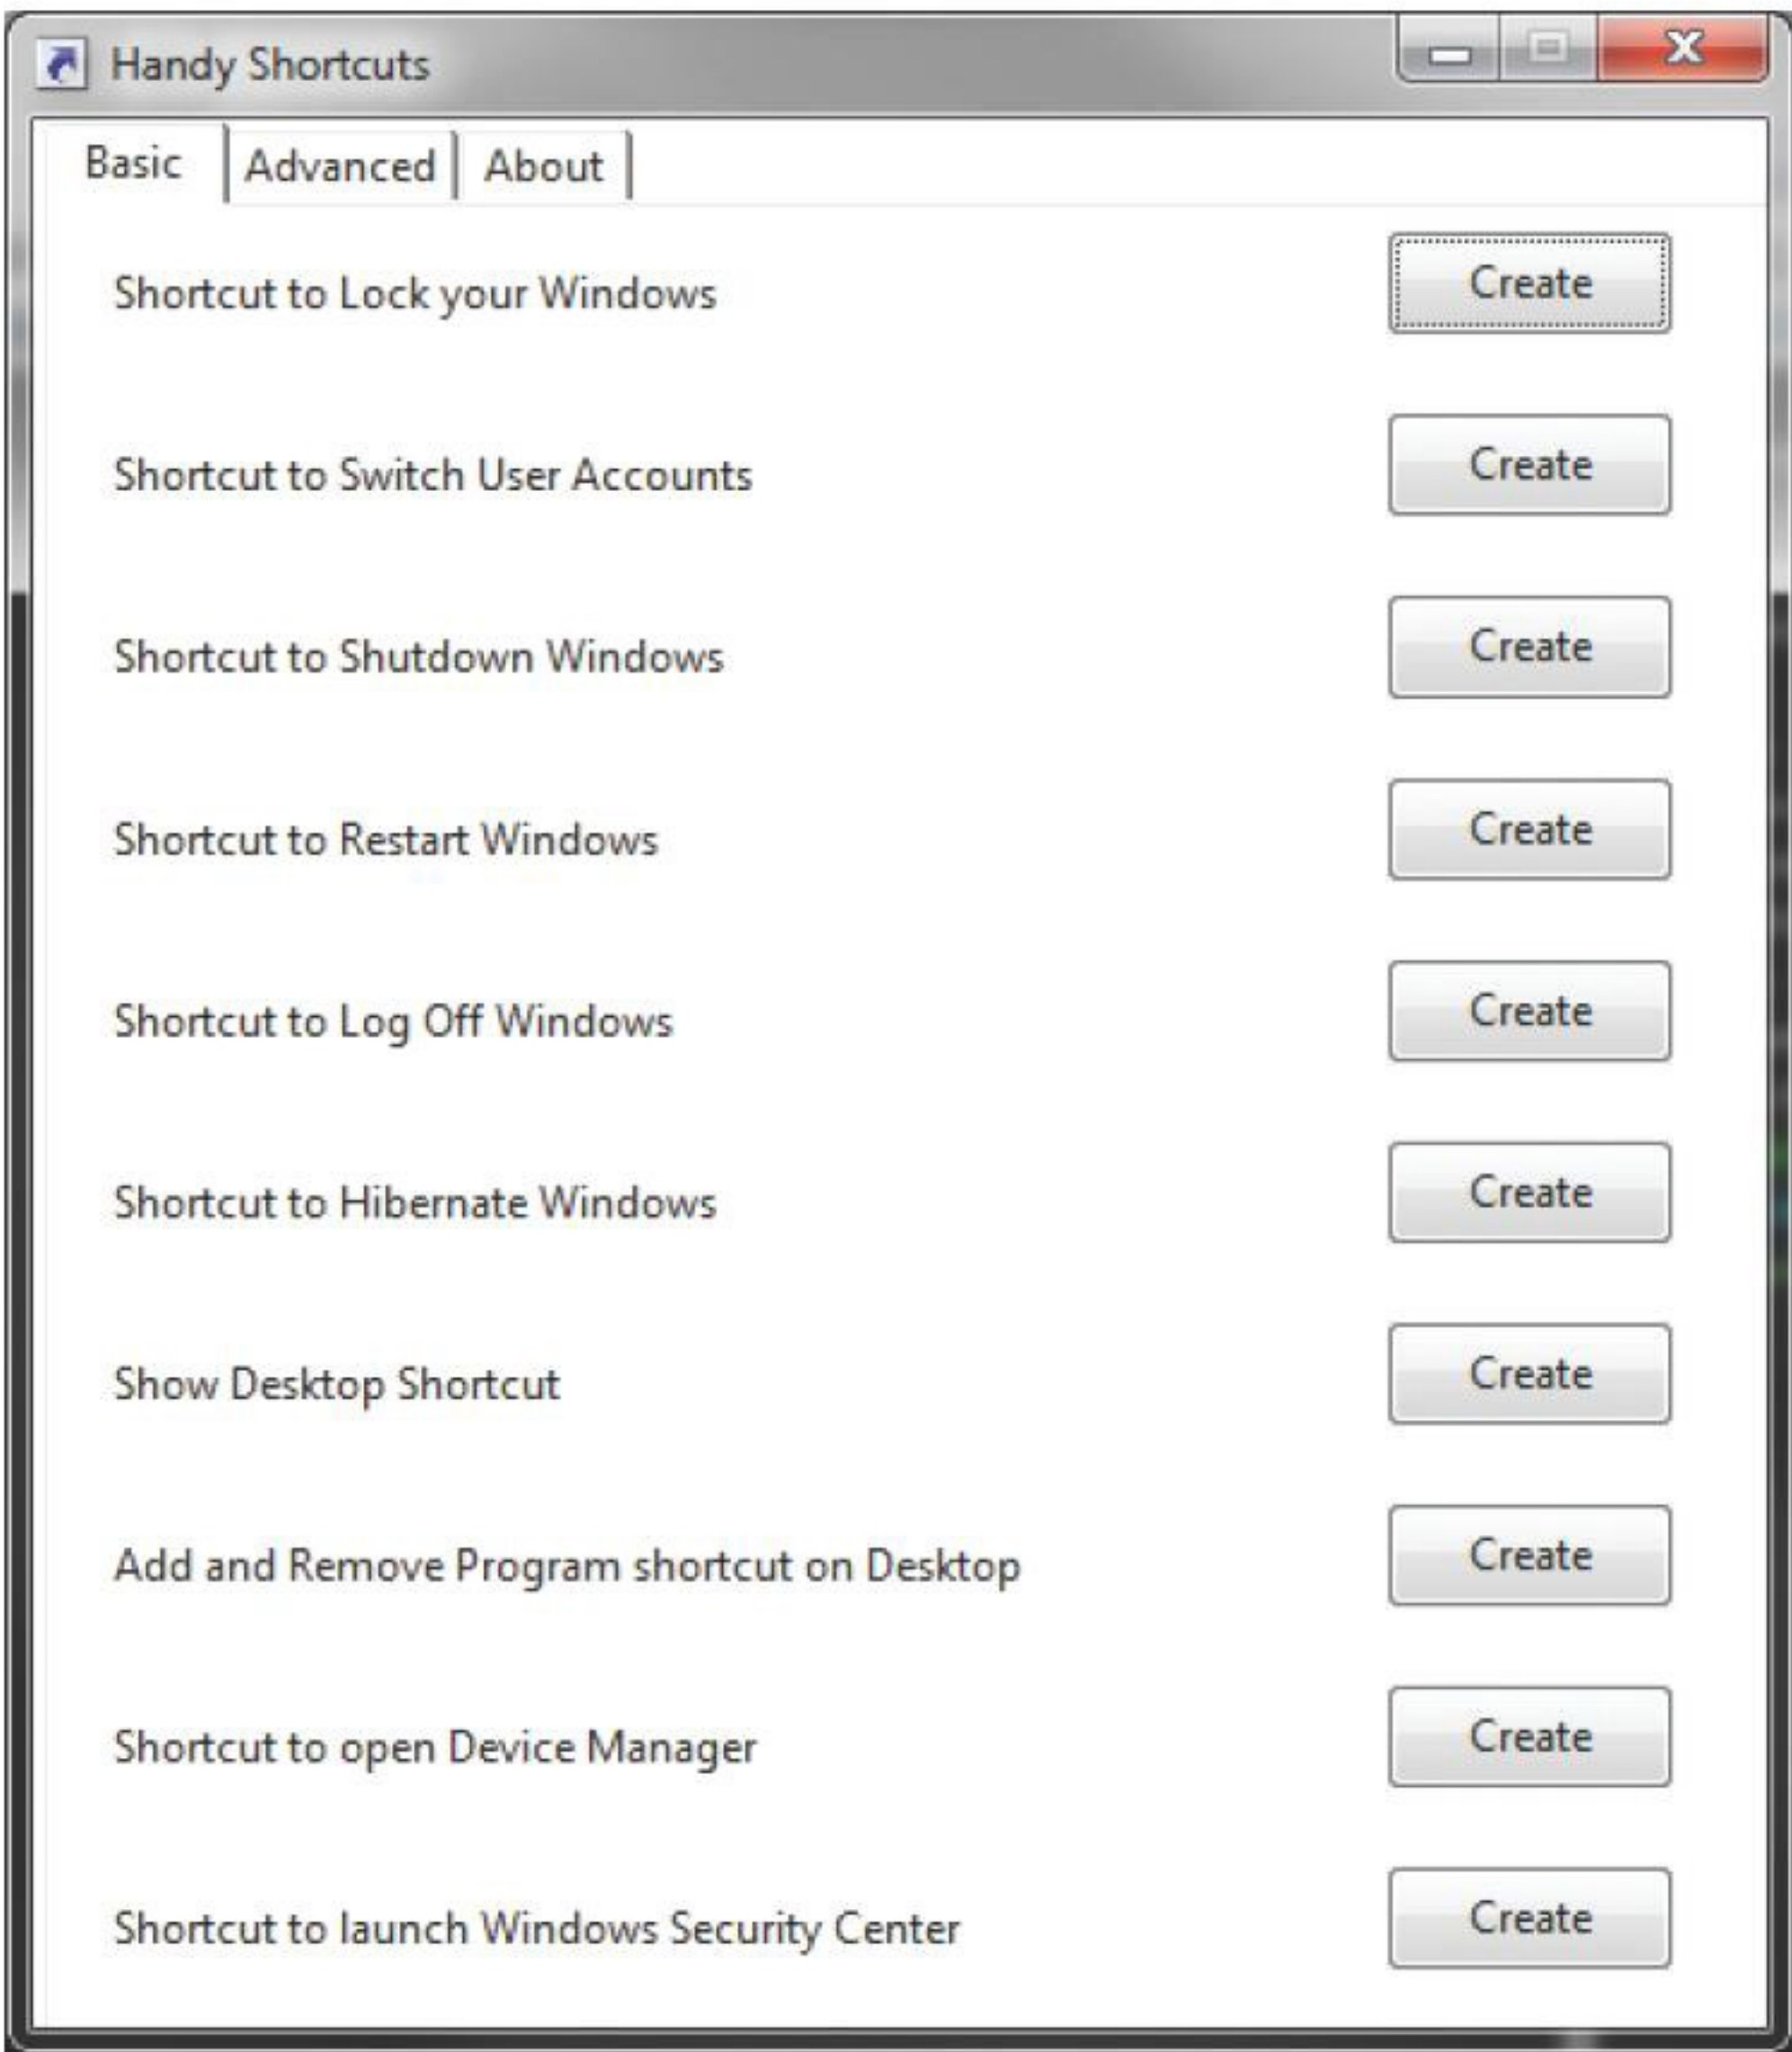 Handy Shortcuts
Basic Advanced About
Shortcut to Lock your Windows Create
Shortcut to Switch User Accounts Create
Shortcut to Shutdown Windows Create
Shortcut to Restart Windows Create
Shortcut to Log Off Windows Create
Shortcut to Hibernate Windows Create
Show Desktop Shortcut Create
Add and Remove Program shortcut on Desktop Create
Shortcut to open Device Manager Create
Shortcut to launch Windows Security Center Create